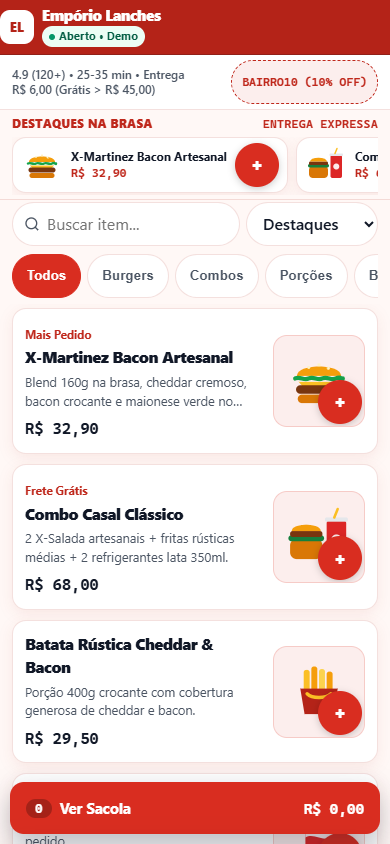 EL
Empório Lanches
Aberto • Demo
4.9 (120+) • 25-35 min • Entrega
R$ 6,00 (Grátis > R$ 45,00)
BAIRRO10 (10% OFF)
DESTAQUES NA BRASA
ENTREGA EXPRESSA
X-Martinez Bacon Artesanal
R$ 32,90
+
Com
R$
Buscar item...
Destaques
Todos
Burgers
Combos
Porções
B
Mais Pedido
X-Martinez Bacon Artesanal
Blend 160g na brasa, cheddar cremoso,
bacon crocante e maionese verde no...
R$ 32,90
+
Frete Grátis
Combo Casal Clássico
2 X-Salada artesanais + fritas rústicas
médias + 2 refrigerantes lata 350ml.
R$ 68,00
+
Batata Rústica Cheddar &
Bacon
Porção 400g crocante com cobertura
generosa de cheddar e bacon.
R$ 29,50
+
0
Ver Sacola
R$ 0,00
pedido